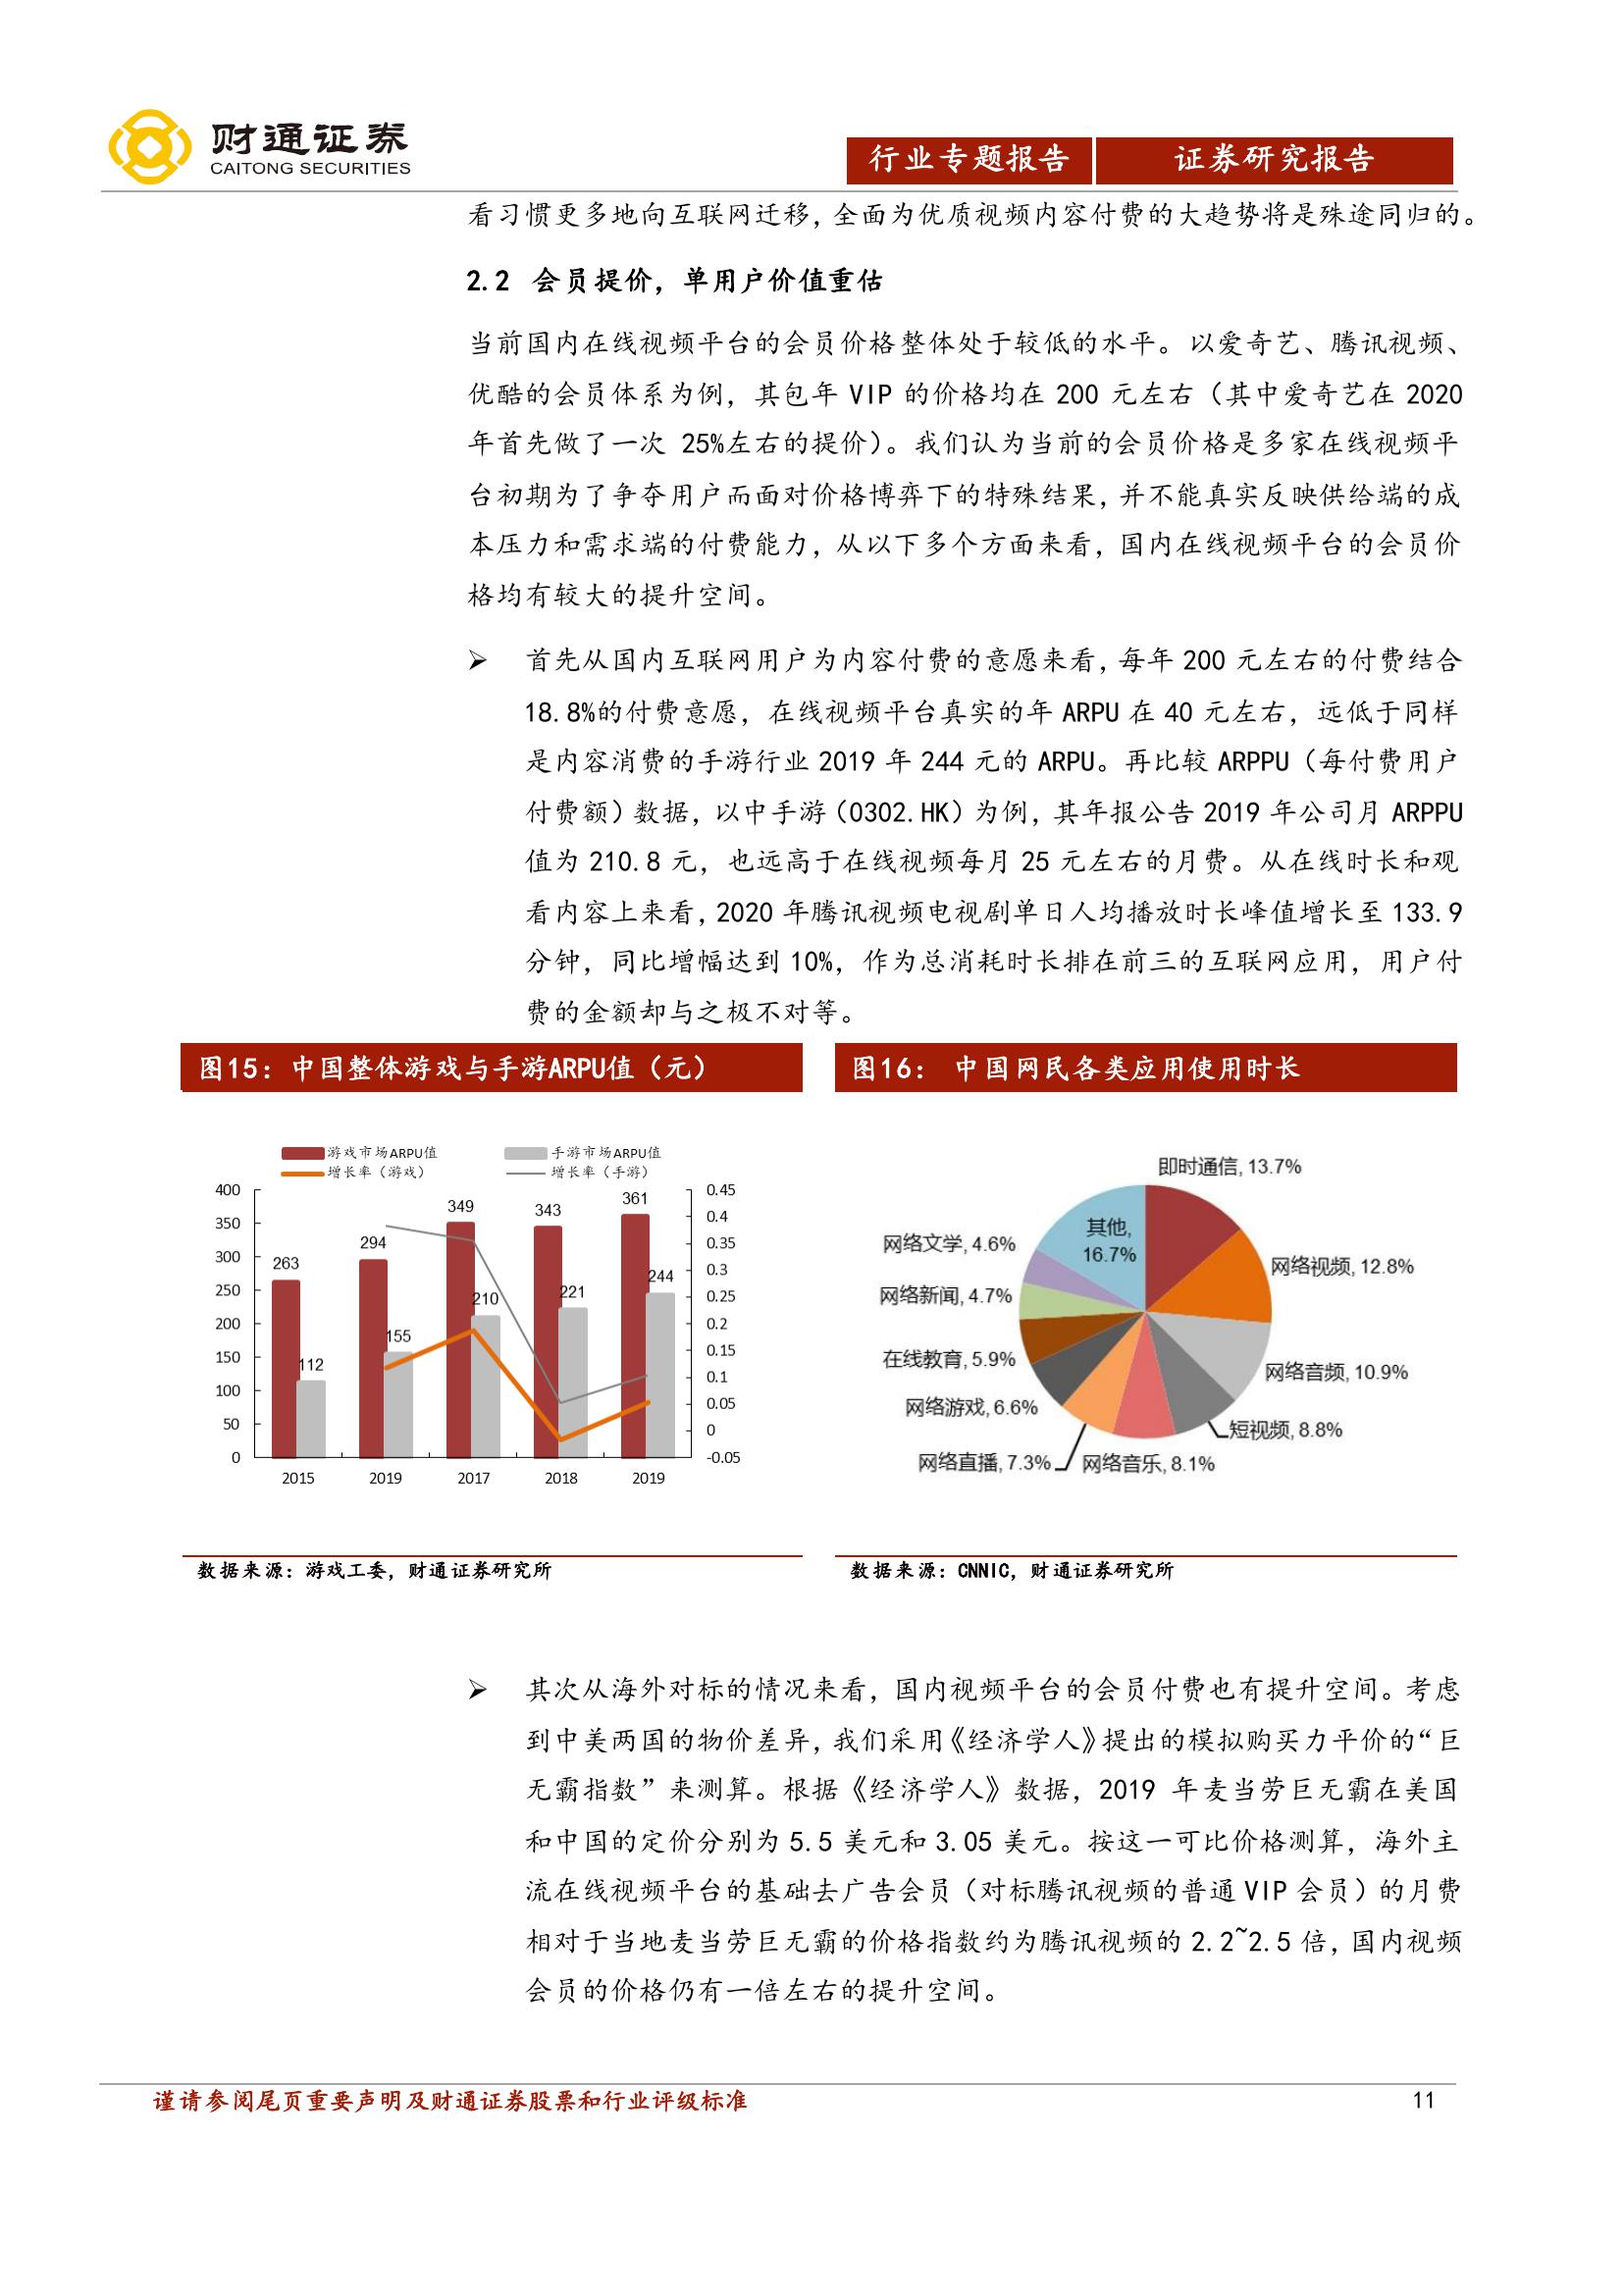 财通证券
CAITONG SECURITIES
行业专题报告
证券研究报告
看习惯更多地向互联网迁移，全面为优质视频内容付费的大趋势将是殊途同归的。
2.2 会员提价，单用户价值重估
当前国内在线视频平台的会员价格整体处于较低的水平。以爱奇艺、腾讯视频、
优酷的会员体系为例，其包年 VIP 的价格均在 200 元左右（其中爱奇艺在 2020
年首先做了一次 25%左右的提价）。我们认为当前的会员价格是多家在线视频平
台初期为了争夺用户而面对价格博弈下的特殊结果，并不能真实反映供给端的成
本压力和需求端的付费能力，从以下多个方面来看，国内在线视频平台的会员价
格均有较大的提升空间。
➢ 首先从国内互联网用户为内容付费的意愿来看，每年 200 元左右的付费结合
18.8%的付费意愿，在线视频平台真实的年 ARPU 在 40 元左右，远低于同样
是内容消费的手游行业 2019 年 244 元的 ARPU。再比较 ARPPU（每付费用户
付费额）数据，以中手游（0302.HK）为例，其年报公告 2019 年公司月 ARPPU
值为 210.8 元，也远高于在线视频每月 25 元左右的月费。从在线时长和观
看内容上来看，2020 年腾讯视频电视剧单日人均播放时长峰值增长至 133.9
分钟，同比增幅达到 10%，作为总消耗时长排在前三的互联网应用，用户付
费的金额却与之极不对等。
图15：中国整体游戏与手游ARPU值（元）
游戏市场ARPU值
手游市场ARPU值
增长率（游戏）
增长率（手游）
400
350
300
250
200
150
100
50
0
0.45
0.4
0.35
0.3
0.25
0.2
0.15
0.1
0.05
0
-0.05
263
112
294
155
349
210
343
221
361
244
2015
2019
2017
2018
2019
数据来源：游戏工委，财通证券研究所
图16： 中国网民各类应用使用时长
即时通信, 13.7%
网络视频, 12.8%
网络音频, 10.9%
短视频, 8.8%
网络音乐, 8.1%
网络直播, 7.3%
网络游戏, 6.6%
在线教育, 5.9%
网络新闻, 4.7%
网络文学, 4.6%
其他,
16.7%
数据来源：CNNIC，财通证券研究所
➢ 其次从海外对标的情况来看，国内视频平台的会员付费也有提升空间。考虑
到中美两国的物价差异，我们采用《经济学人》提出的模拟购买力平价的“巨
无霸指数”来测算。根据《经济学人》数据，2019 年麦当劳巨无霸在美国
和中国的定价分别为 5.5 美元和 3.05 美元。按这一可比价格测算，海外主
流在线视频平台的基础去广告会员（对标腾讯视频的普通 VIP 会员）的月费
相对于当地麦当劳巨无霸的价格指数约为腾讯视频的 2.2~2.5 倍，国内视频
会员的价格仍有一倍左右的提升空间。
谨请参阅尾页重要声明及财通证券股票和行业评级标准
11